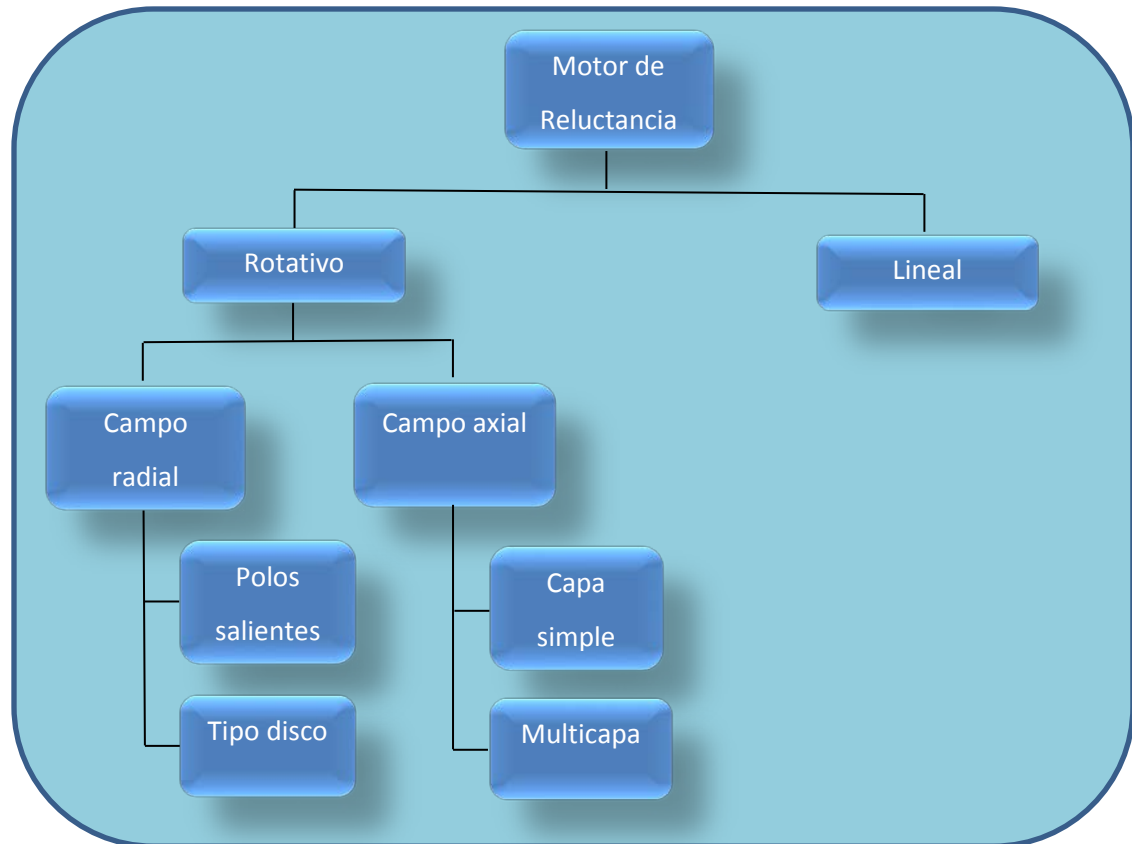 Motor de
Reluctancia
Rotativo
Lineal
Campo
radial
Campo axial
Polos
salientes
Capa
simple
Tipo disco
Multicapa